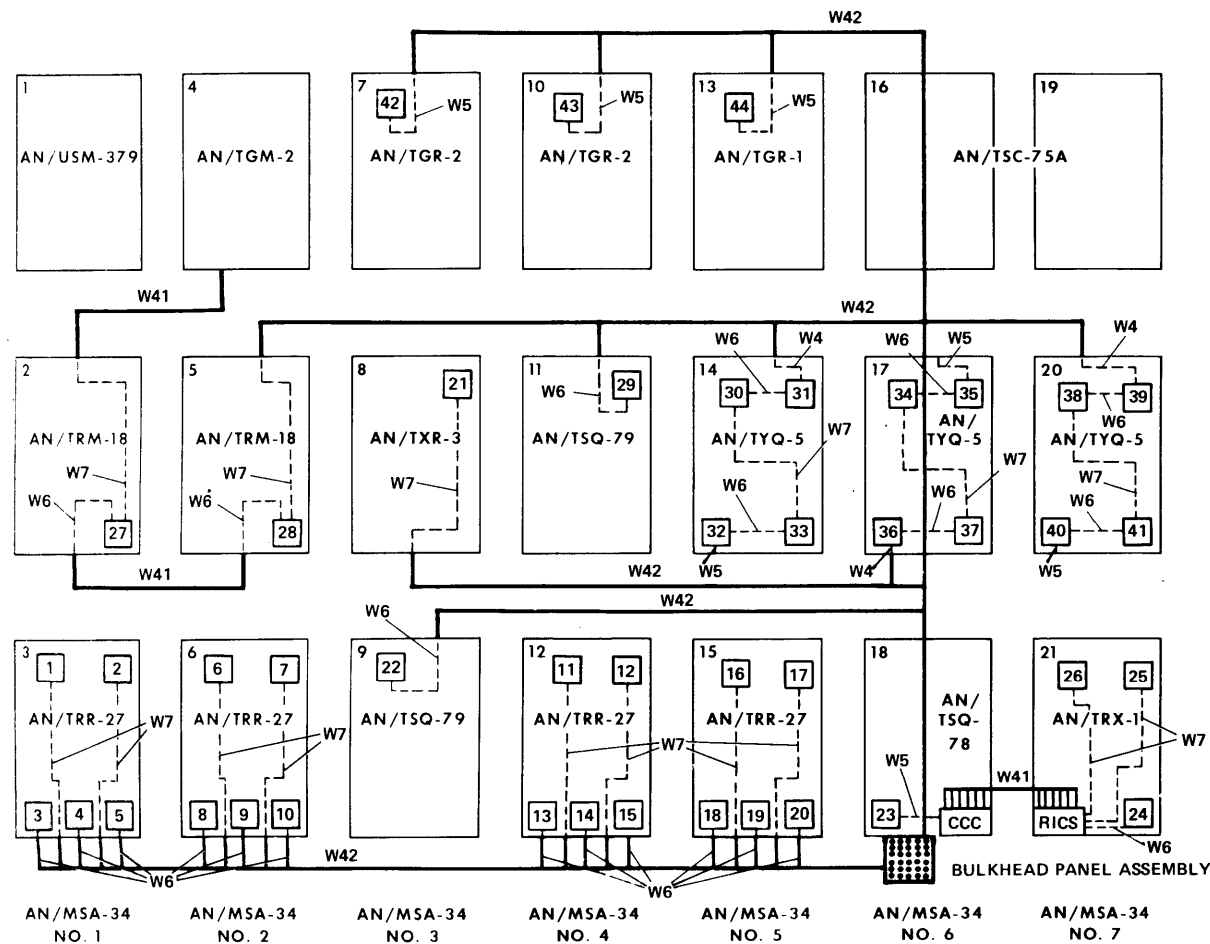 W42
1
4
7
10
13
16
19
42
W5
43
W5
44
W5
AN/USM-379
AN/TGM-2
AN/TGR-2
AN/TGR-2
AN/TGR-1
AN/TSC-75A
W41
W42
W6
W4
W6
W5
W4
2
5
8
11
14
17
20
21
W6
29
30
31
34
35
38
39
W6
AN/TRM-18
AN/TRM-18
AN/TXR-3
AN/TSQ-79
AN/TYQ-5
AN/
TYQ-5
AN/TYQ-5
W7
W7
W7
W7
W7
W7
W6
W6
W6
W6
W6
27
28
32
33
36
37
40
41
W5
W4
W5
W41
W42
W42
W6
3
6
9
12
15
18
21
1
2
6
7
22
11
12
16
17
26
25
AN/TRR-27
W7
AN/TRR-27
W7
AN/TSQ-79
AN/TRR-27
W7
AN/TRR-27
AN/
TSQ-
78
AN/TRX-1
W7
W5
W41
3
4
5
8
9
10
13
14
15
18
19
20
23
CCC
RICS
24
W6
W42
W6
W6
BULKHEAD PANEL ASSEMBLY
AN/MSA-34
NO. 1
AN/MSA-34
NO. 2
AN/MSA-34
NO. 3
AN/MSA-34
NO. 4
AN/MSA-34
NO. 5
AN/MSA-34
NO. 6
AN/MSA-34
NO. 7